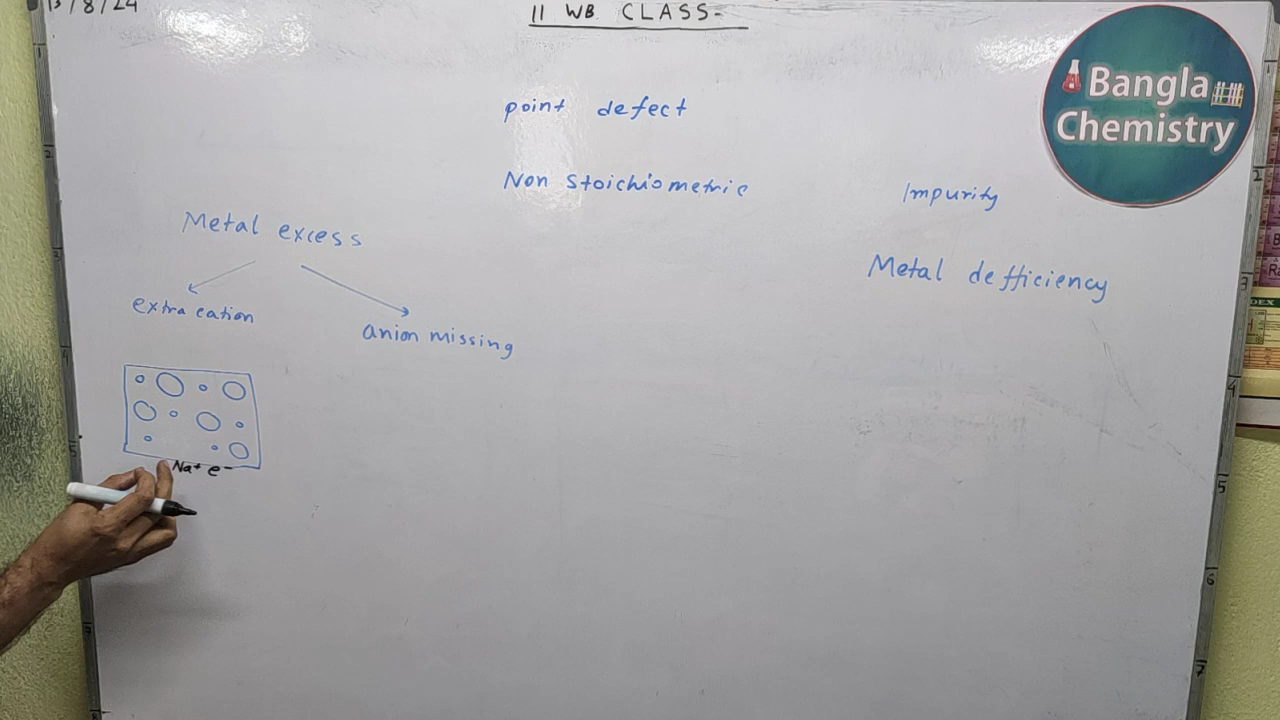 13/8/24
11 WB CLASS-
Bangla
Chemistry
point defect
Non stoichiometric
Impurity
Metal excess
Metal defficiency
extra cation
anion missing
Na+ e-